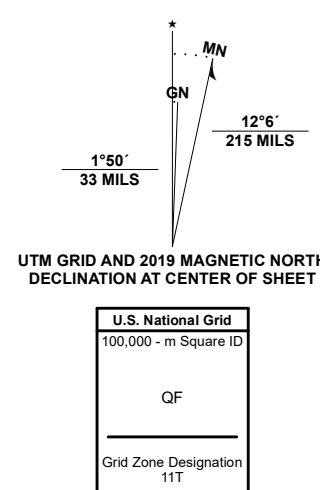 ★
MN
GN
12°6´
215 MILS
1°50´
33 MILS
UTM GRID AND 2019 MAGNETIC NORTH
DECLINATION AT CENTER OF SHEET
U.S. National Grid
100,000 - m Square ID
QF
Grid Zone Designation
11T